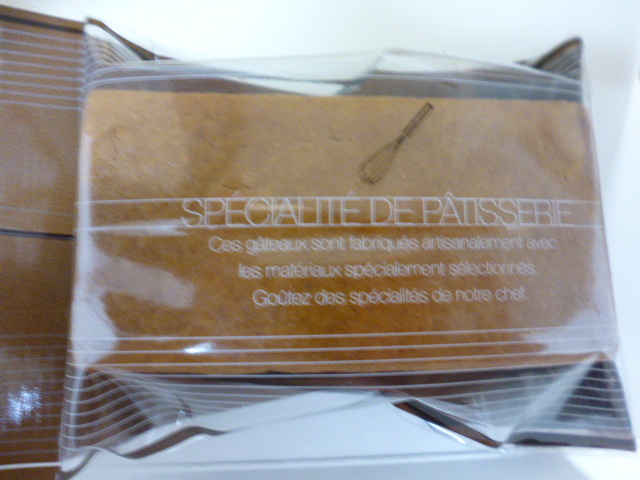 SPÉCIALITÉ DE PÂTISSERIE
Ces gâteaux sont fabriqués artisanalement avec
les matériaux spécialement sélectionnés.
Goûtez des spécialités de notre chef.